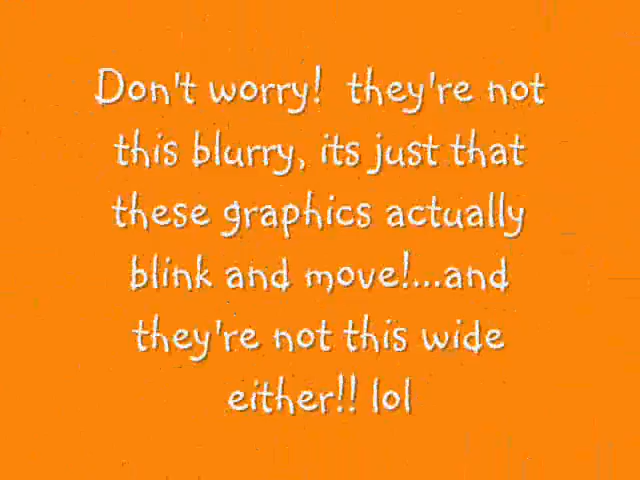 Don't worry!  they're not
this blurry, its just that
these graphics actually
blink and move!...and
they're not this wide
either!! lol